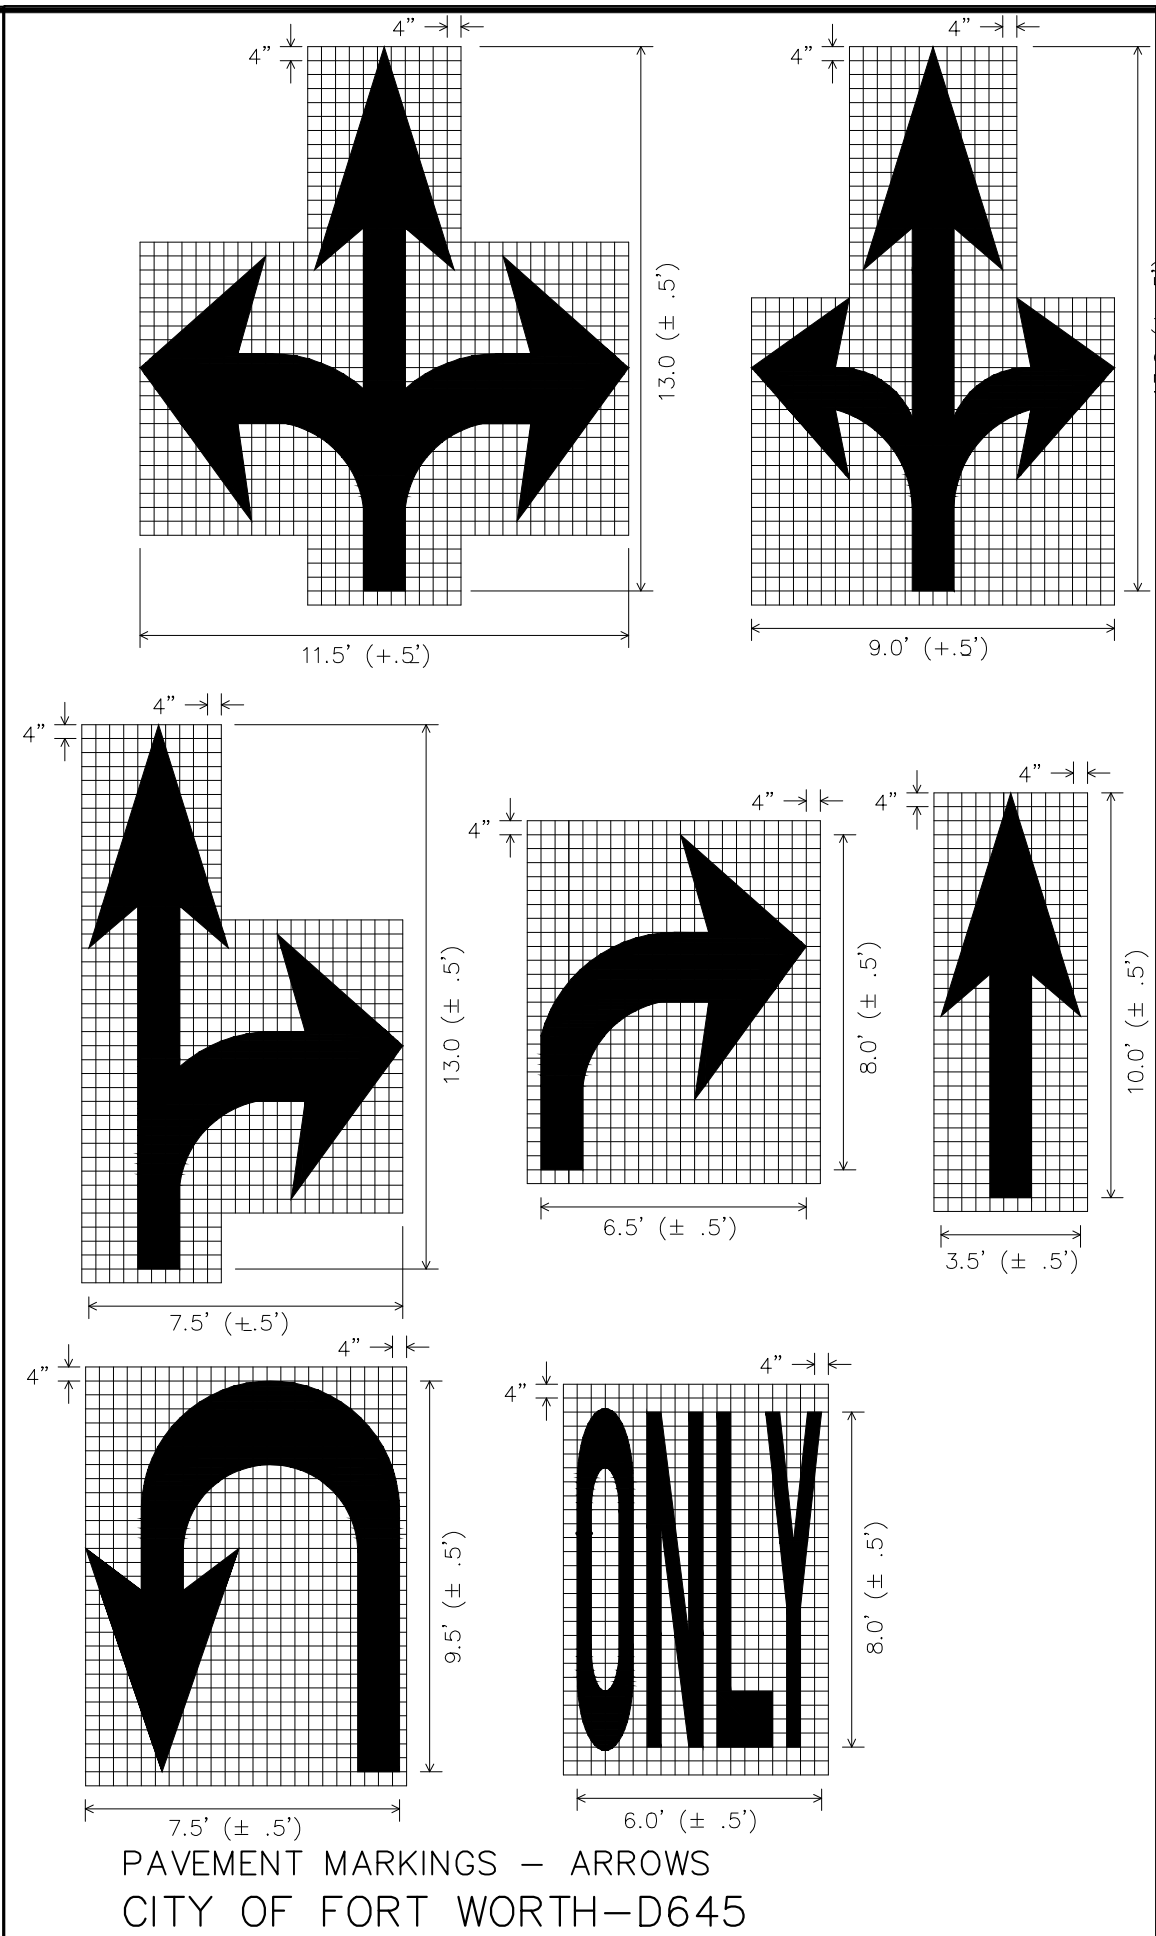 4”
4”
13.0 (± .5’)
11.5’ (+.5’)
4”
4”
9.0’ (+.5’)
4”
4”
13.0 (± .5’)
7.5’ (±.5’)
4”
4”
8.0’ (± .5’)
6.5’ (± .5’)
4”
4”
10.0’ (± .5’)
3.5’ (± .5’)
4”
4”
9.5’ (± .5’)
7.5’ (± .5’)
4”
4”
ONLY
8.0’ (± .5’)
6.0’ (± .5’)
PAVEMENT MARKINGS – ARROWS
CITY OF FORT WORTH–D645